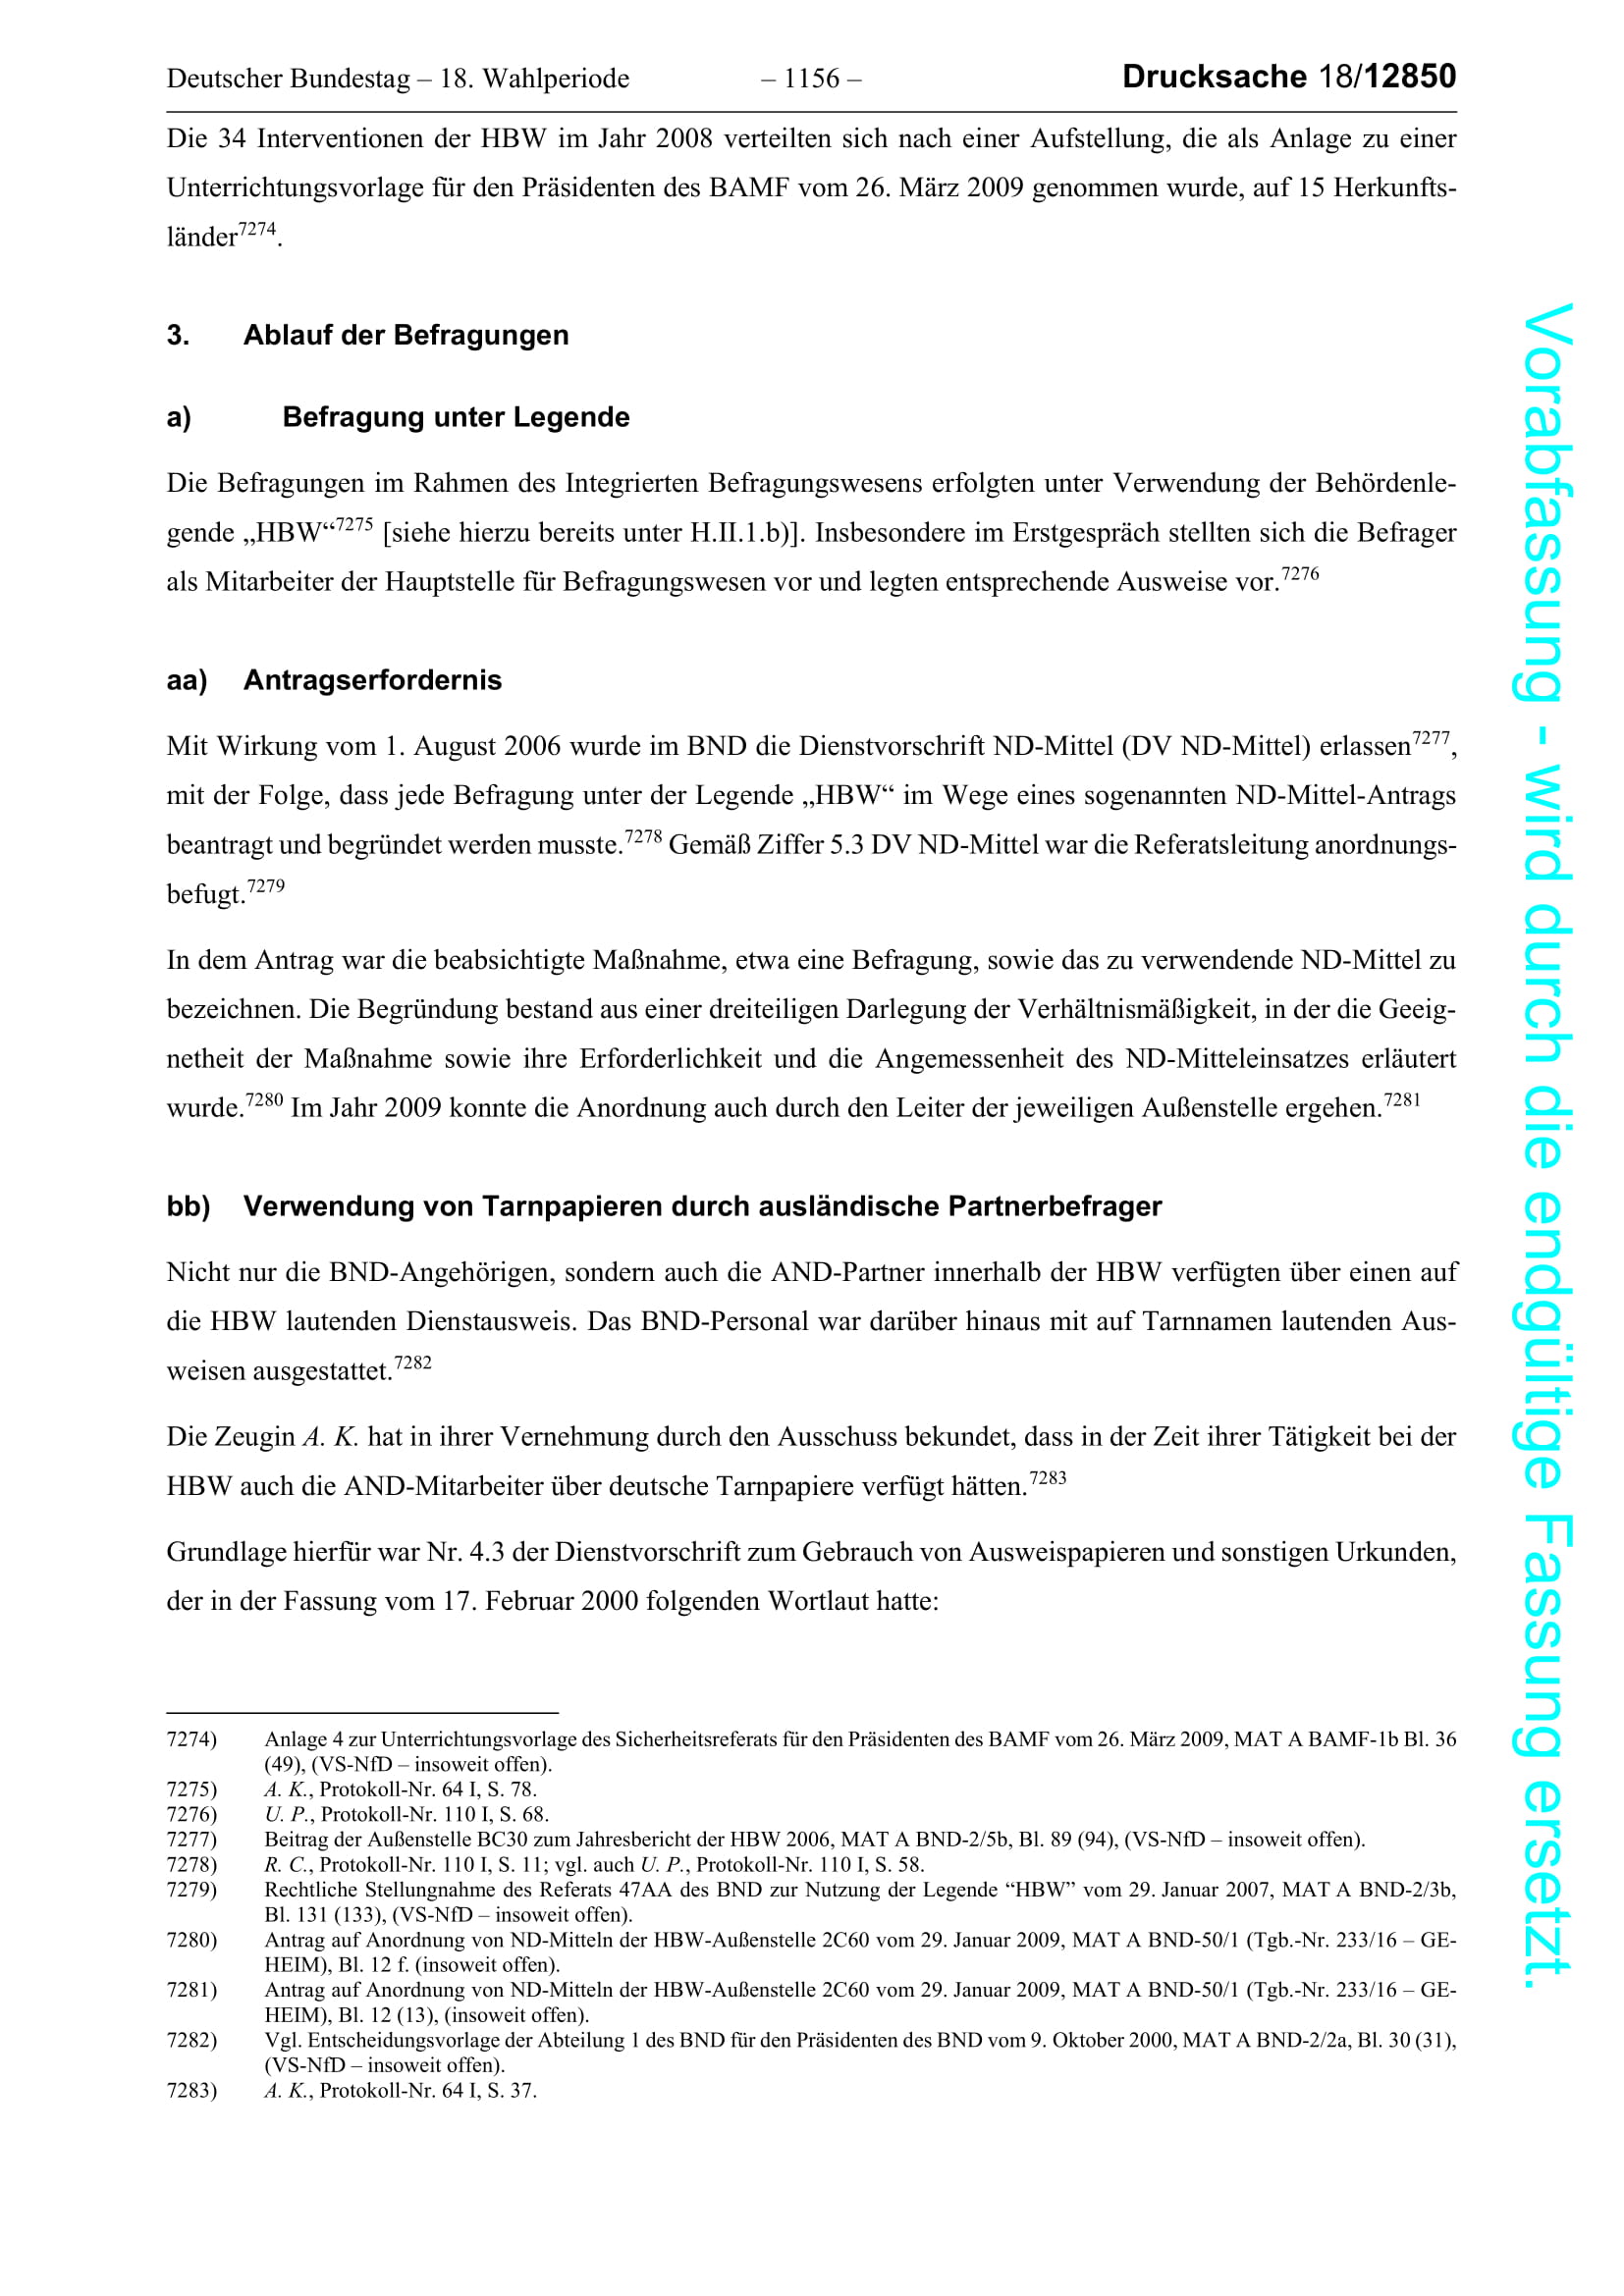 Deutscher Bundestag – 18. Wahlperiode – 1156 – Drucksache 18/12850
Die 34 Interventionen der HBW im Jahr 2008 verteilten sich nach einer Aufstellung, die als Anlage zu einer
Unterrichtungsvorlage für den Präsidenten des BAMF vom 26. März 2009 genommen wurde, auf 15 Herkunfts-
länder7274.
3. Ablauf der Befragungen
a) Befragung unter Legende
Die Befragungen im Rahmen des Integrierten Befragungswesens erfolgten unter Verwendung der Behördenle-
gende „HBW“7275 [siehe hierzu bereits unter H.II.1.b)]. Insbesondere im Erstgespräch stellten sich die Befrager
als Mitarbeiter der Hauptstelle für Befragungswesen vor und legten entsprechende Ausweise vor.7276
aa) Antragserfordernis
Mit Wirkung vom 1. August 2006 wurde im BND die Dienstvorschrift ND-Mittel (DV ND-Mittel) erlassen7277,
mit der Folge, dass jede Befragung unter der Legende „HBW“ im Wege eines sogenannten ND-Mittel-Antrags
beantragt und begründet werden musste.7278 Gemäß Ziffer 5.3 DV ND-Mittel war die Referatsleitung anordnungs-
befugt.7279
In dem Antrag war die beabsichtigte Maßnahme, etwa eine Befragung, sowie das zu verwendende ND-Mittel zu
bezeichnen. Die Begründung bestand aus einer dreiteiligen Darlegung der Verhältnismäßigkeit, in der die Geeig-
netheit der Maßnahme sowie ihre Erforderlichkeit und die Angemessenheit des ND-Mitteleinsatzes erläutert
wurde.7280 Im Jahr 2009 konnte die Anordnung auch durch den Leiter der jeweiligen Außenstelle ergehen.7281
bb) Verwendung von Tarnpapieren durch ausländische Partnerbefrager
Nicht nur die BND-Angehörigen, sondern auch die AND-Partner innerhalb der HBW verfügten über einen auf
die HBW lautenden Dienstausweis. Das BND-Personal war darüber hinaus mit auf Tarnnamen lautenden Aus-
weisen ausgestattet.7282
Die Zeugin A. K. hat in ihrer Vernehmung durch den Ausschuss bekundet, dass in der Zeit ihrer Tätigkeit bei der
HBW auch die AND-Mitarbeiter über deutsche Tarnpapiere verfügt hätten.7283
Grundlage hierfür war Nr. 4.3 der Dienstvorschrift zum Gebrauch von Ausweispapieren und sonstigen Urkunden,
der in der Fassung vom 17. Februar 2000 folgenden Wortlaut hatte:
7274) Anlage 4 zur Unterrichtungsvorlage des Sicherheitsreferats für den Präsidenten des BAMF vom 26. März 2009, MAT A BAMF-1b Bl. 36
(49), (VS-NfD – insoweit offen).
7275) A. K., Protokoll-Nr. 64 I, S. 78.
7276) U. P., Protokoll-Nr. 110 I, S. 68.
7277) Beitrag der Außenstelle BC30 zum Jahresbericht der HBW 2006, MAT A BND-2/5b, Bl. 89 (94), (VS-NfD – insoweit offen).
7278) R. C., Protokoll-Nr. 110 I, S. 11; vgl. auch U. P., Protokoll-Nr. 110 I, S. 58.
7279) Rechtliche Stellungnahme des Referats 47AA des BND zur Nutzung der Legende “HBW” vom 29. Januar 2007, MAT A BND-2/3b,
Bl. 131 (133), (VS-NfD – insoweit offen).
7280) Antrag auf Anordnung von ND-Mitteln der HBW-Außenstelle 2C60 vom 29. Januar 2009, MAT A BND-50/1 (Tgb.-Nr. 233/16 – GE-
HEIM), Bl. 12 f. (insoweit offen).
7281) Antrag auf Anordnung von ND-Mitteln der HBW-Außenstelle 2C60 vom 29. Januar 2009, MAT A BND-50/1 (Tgb.-Nr. 233/16 – GE-
HEIM), Bl. 12 (13), (insoweit offen).
7282) Vgl. Entscheidungsvorlage der Abteilung 1 des BND für den Präsidenten des BND vom 9. Oktober 2000, MAT A BND-2/2a, Bl. 30 (31),
(VS-NfD – insoweit offen).
7283) A. K., Protokoll-Nr. 64 I, S. 37.
Vorabfassung - wird durch die endgültige Fassung ersetzt.